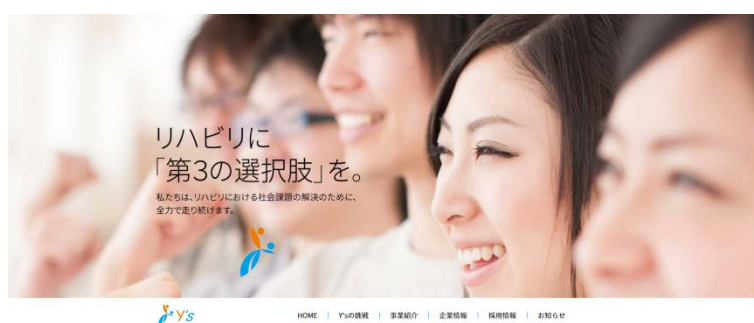 リハビリに
「第3の選択肢」を。
私たちは、リハビリにおける社会課題の解決のために、
全力で走り続けます。
Y's
HOME | Y'sの挑戦 | 事業紹介 | 企業情報 | 採用情報 | お知らせ